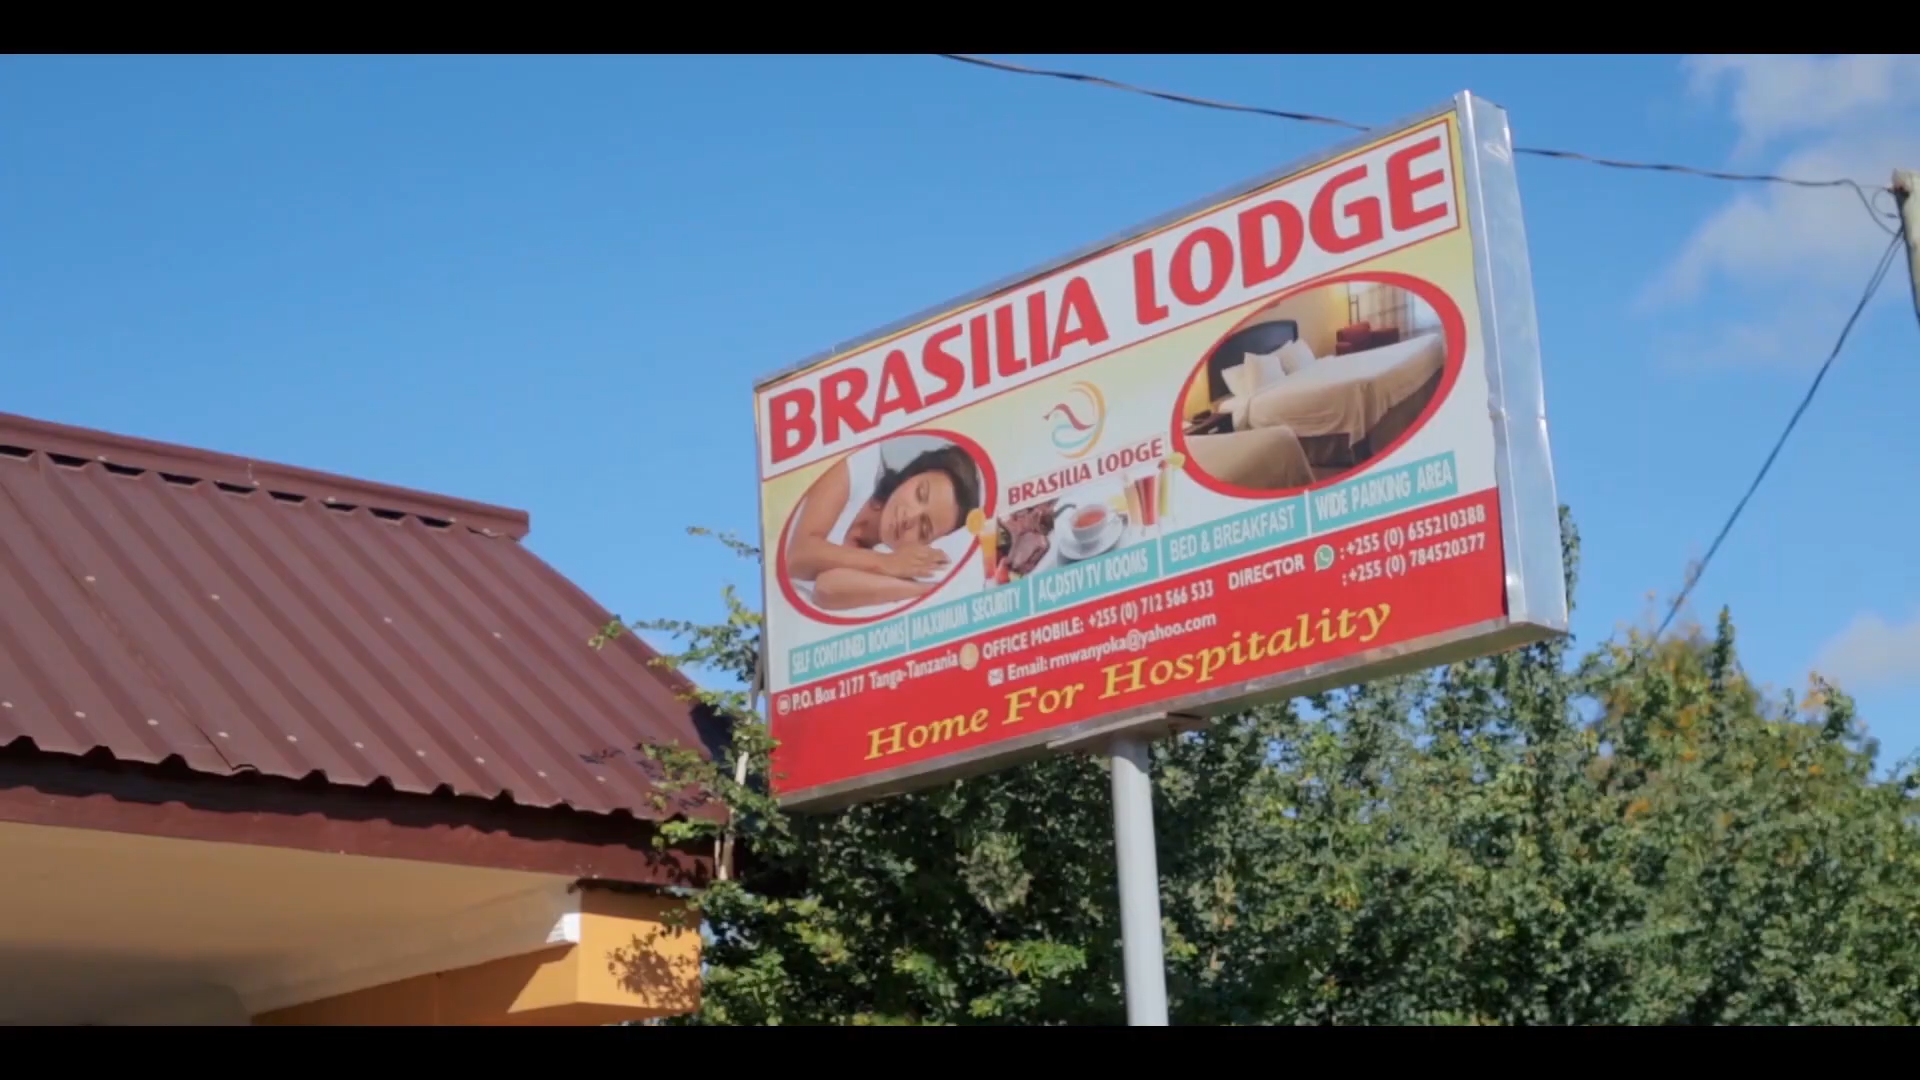 BRASILIA LODGE
BRASILIA LODGE
SELF CONTAINED ROOMS MAXIMUM SECURITY AC,DSTV TV ROOMS BED & BREAKFAST WIDE PARKING AREA
P.O. Box 2177 Tanga-Tanzania OFFICE MOBILE: +255 (0) 712 566 533 DIRECTOR : +255 (0) 655210388
: +255 (0) 784520377
Email: rmwanyoka@yahoo.com
Home For Hospitality